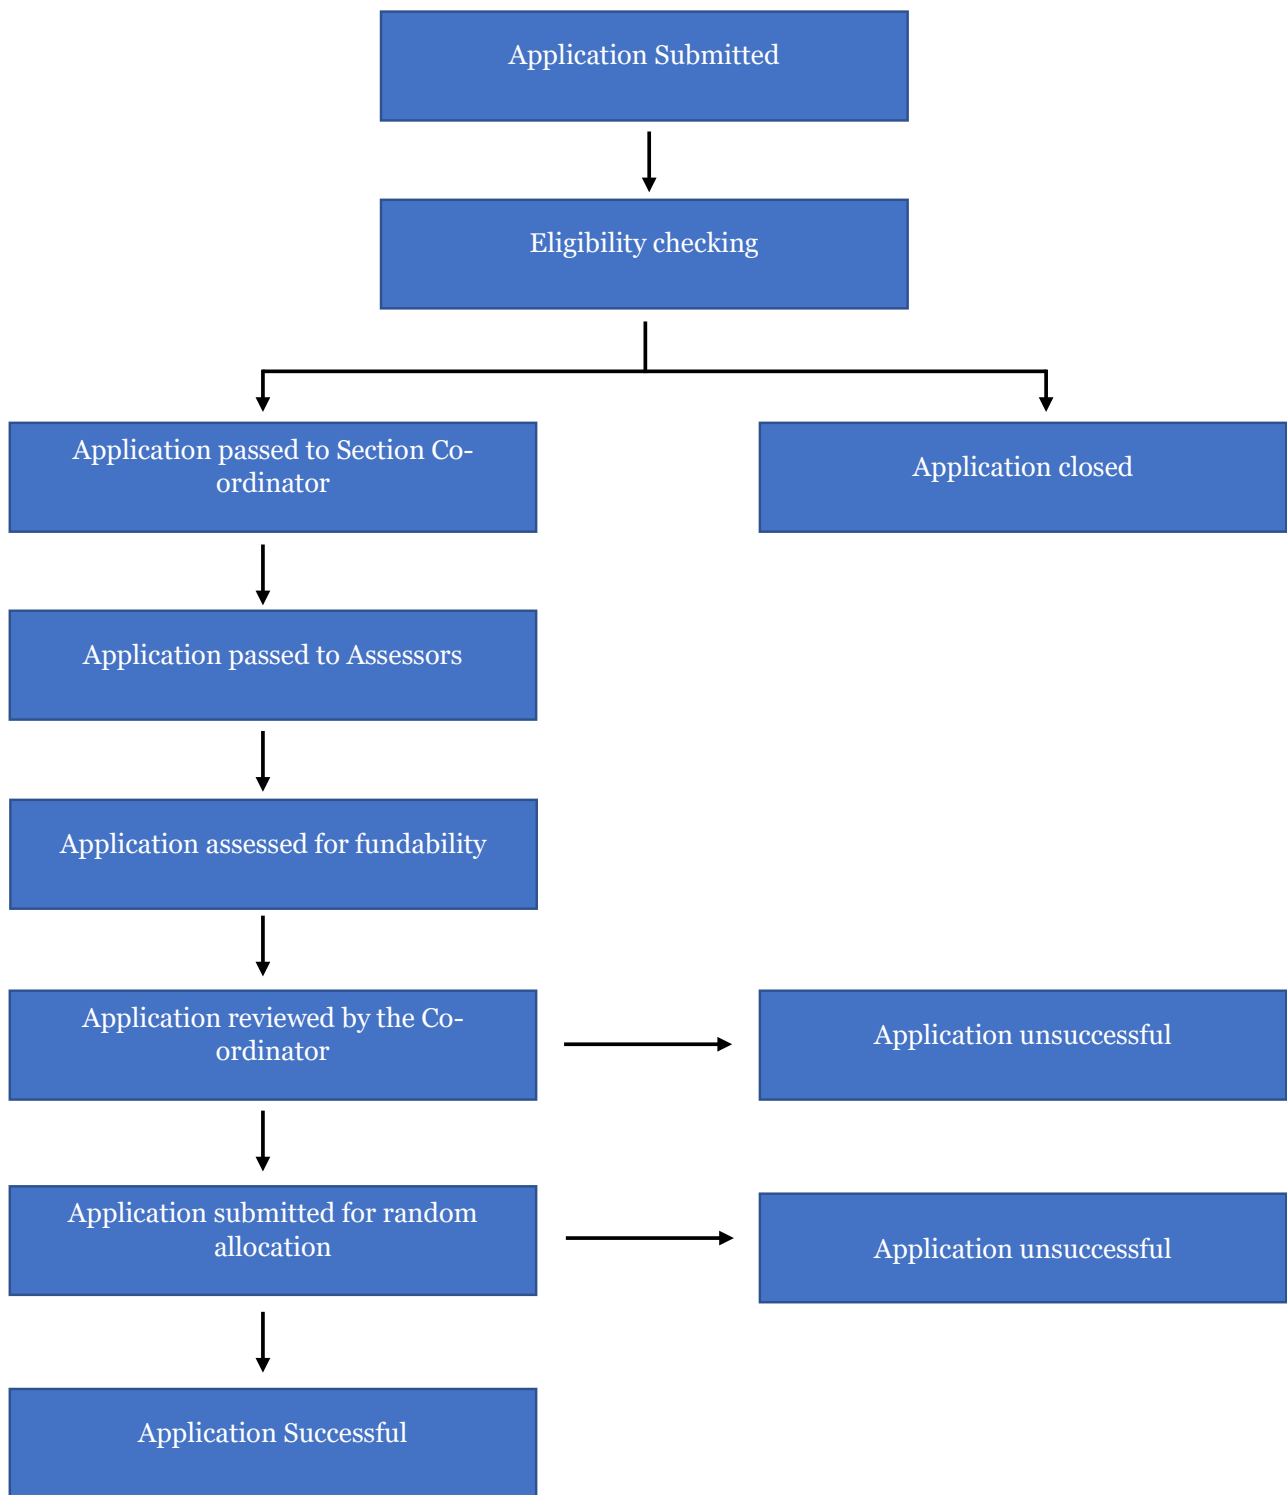 Application Submitted
Eligibility checking
Application passed to Section Co-
ordinator
Application closed
Application passed to Assessors
Application assessed for fundability
Application reviewed by the Co-
ordinator
Application unsuccessful
Application submitted for random
allocation
Application unsuccessful
Application Successful